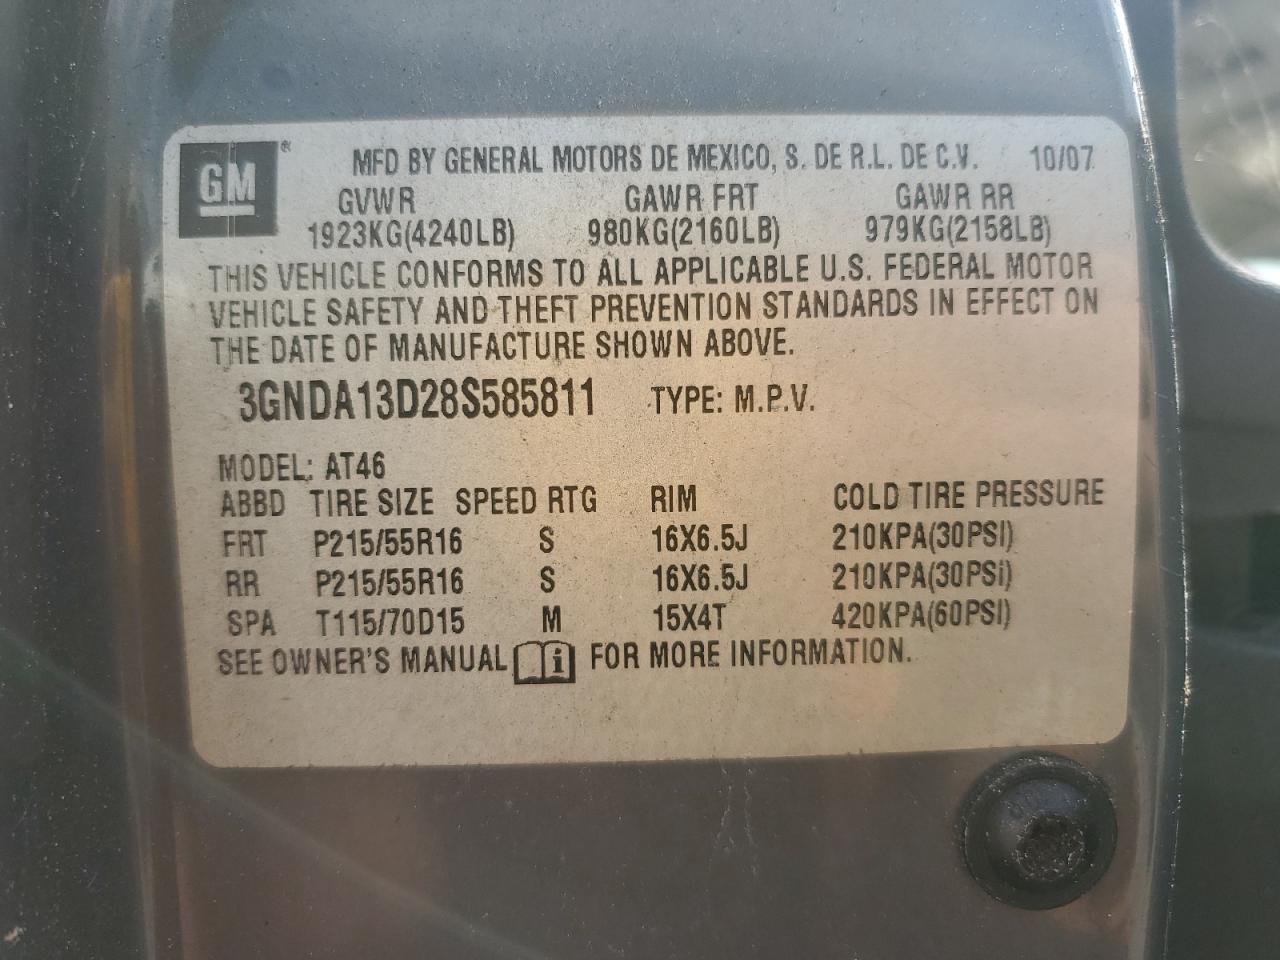 GM ® MFD BY GENERAL MOTORS DE MEXICO, S. DE R.L. DE C.V. 10/07
GVWR GAWR FRT GAWR RR
1923KG(4240LB) 980KG(2160LB) 979KG(2158LB)
THIS VEHICLE CONFORMS TO ALL APPLICABLE U.S. FEDERAL MOTOR
VEHICLE SAFETY AND THEFT PREVENTION STANDARDS IN EFFECT ON
THE DATE OF MANUFACTURE SHOWN ABOVE.
3GNDA13D28S585811 TYPE: M.P.V.
MODEL: AT46
ABBD TIRE SIZE SPEED RTG RIM COLD TIRE PRESSURE
FRT P215/55R16 S 16X6.5J 210KPA(30PSI)
RR P215/55R16 S 16X6.5J 210KPA(30PSi)
SPA T115/70D15 M 15X4T 420KPA(60PSI)
SEE OWNER'S MANUAL i FOR MORE INFORMATION.